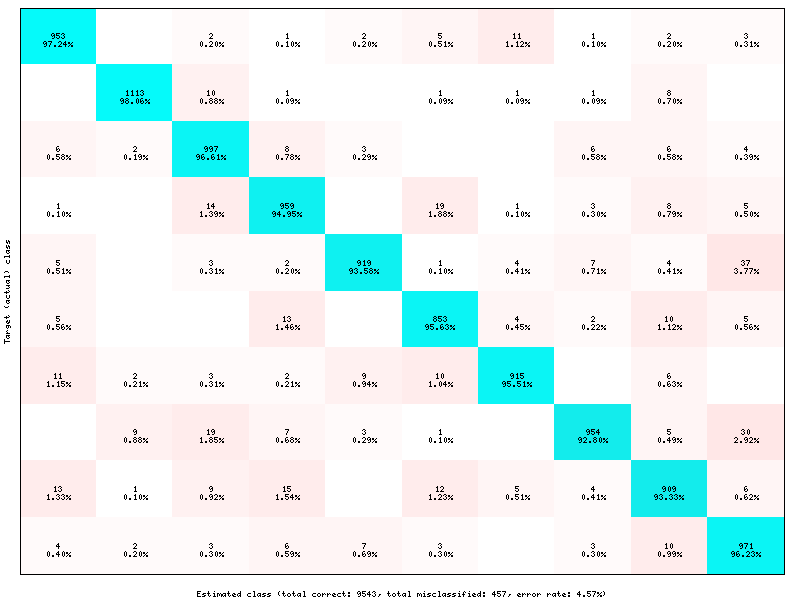 953 2 1 2 5 11 1 2 3
97.24% 0.20% 0.10% 0.20% 0.51% 1.12% 0.10% 0.20% 0.31%
1113 10 1 1 1 1 8
98.06% 0.88% 0.09% 0.09% 0.09% 0.09% 0.70%
6 2 997 8 3 6 6 4
0.58% 0.19% 96.61% 0.78% 0.29% 0.58% 0.58% 0.39%
1 14 959 19 1 3 8 5
0.10% 1.39% 94.95% 1.88% 0.10% 0.30% 0.79% 0.50%
5 3 2 919 1 4 7 4 37
0.51% 0.31% 0.20% 93.58% 0.10% 0.41% 0.71% 0.41% 3.77%
5 13 853 4 2 10 5
0.56% 1.46% 95.63% 0.45% 0.22% 1.12% 0.56%
11 2 3 2 9 10 915 6
1.15% 0.21% 0.31% 0.21% 0.94% 1.04% 95.51% 0.63%
9 19 7 3 1 954 5 30
0.88% 1.85% 0.68% 0.29% 0.10% 92.80% 0.49% 2.92%
13 1 9 15 12 5 4 909 6
1.33% 0.10% 0.92% 1.54% 1.23% 0.51% 0.41% 93.33% 0.62%
4 2 3 6 7 3 3 10 971
0.40% 0.20% 0.30% 0.59% 0.69% 0.30% 0.30% 0.99% 96.23%
Target (actual) class
Estimated class (total correct: 9543, total misclassified: 457, error rate: 4.57%)